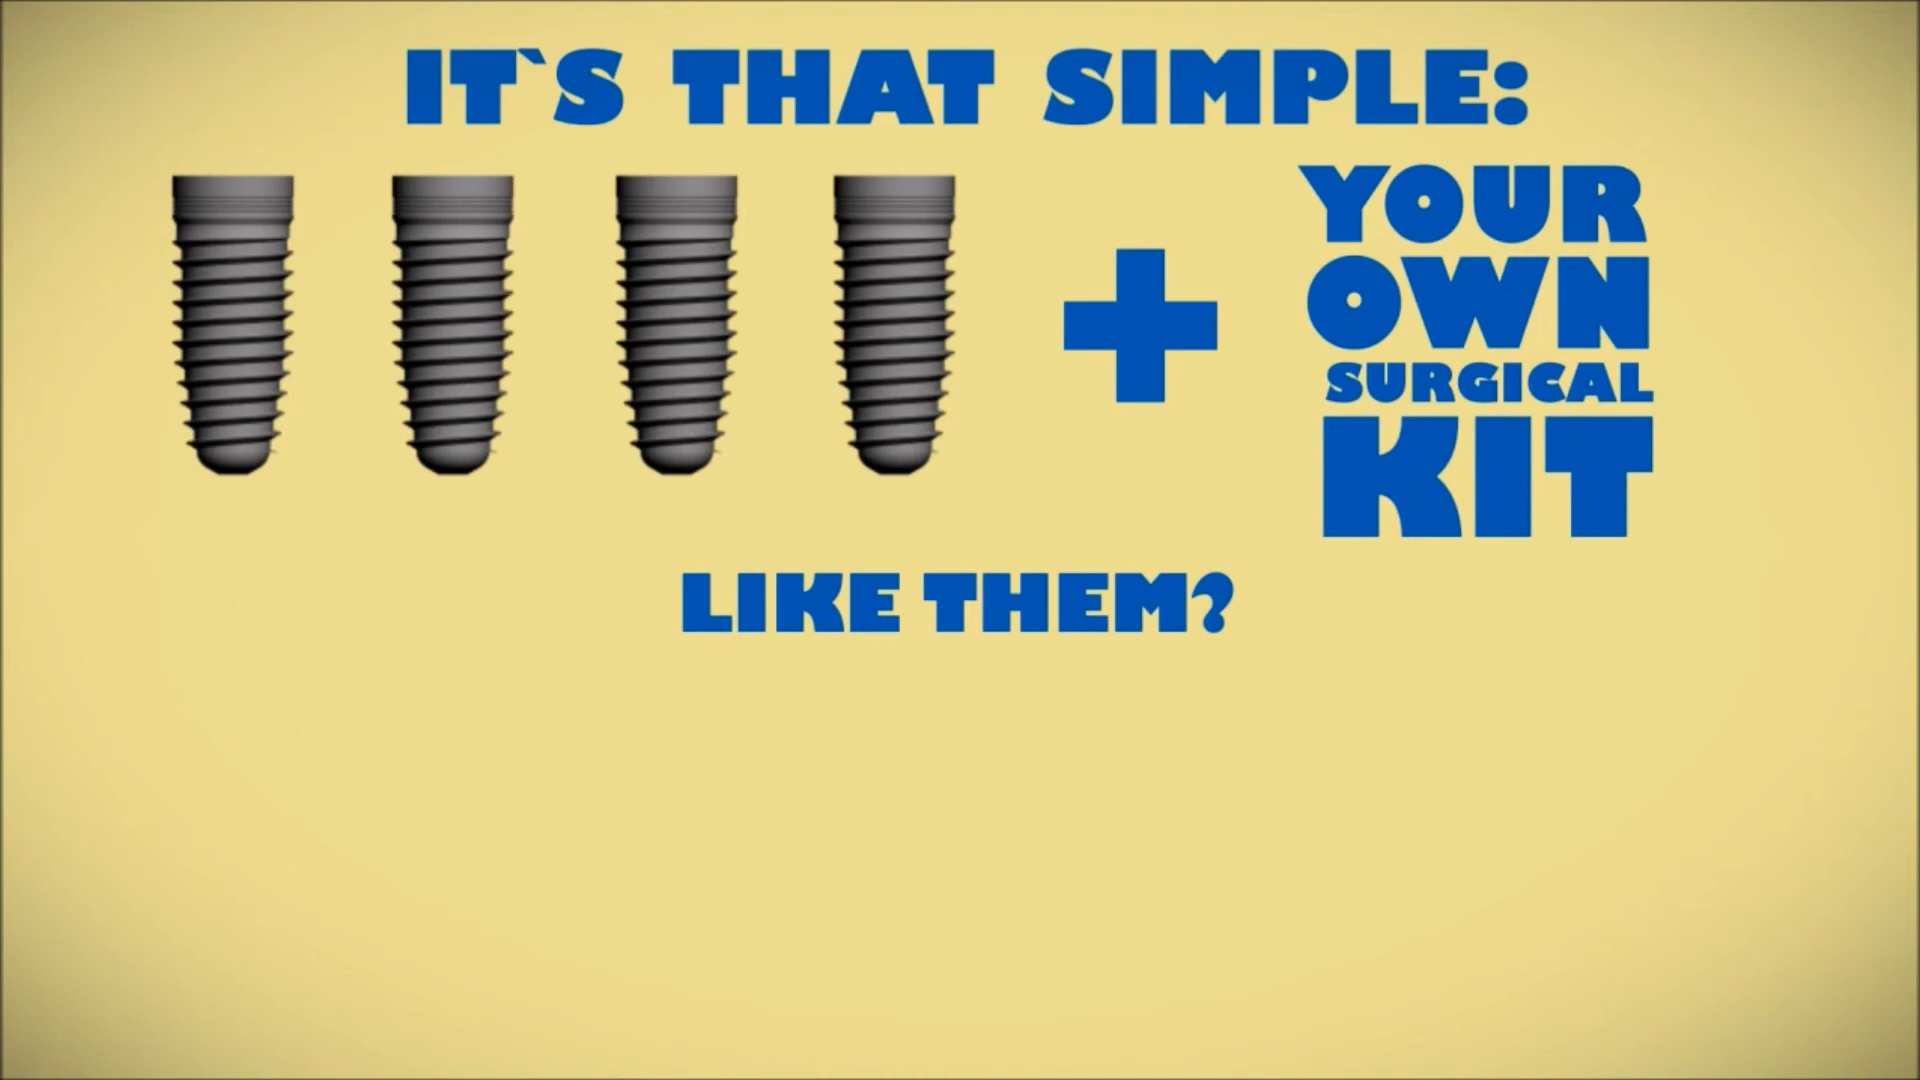 IT`S THAT SIMPLE:
+
YOUR
OWN
SURGICAL
KIT
LIKE THEM?